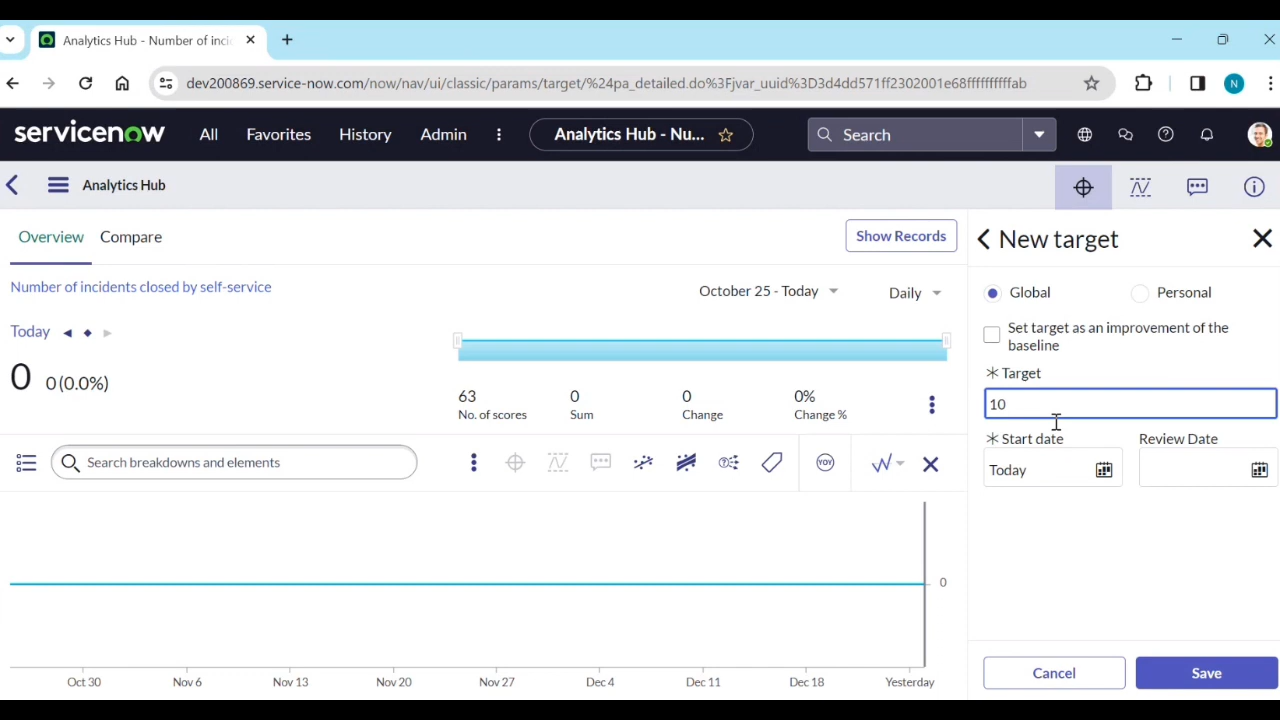 Analytics Hub - Number of inci
dev200869.service-now.com/now/nav/ui/classic/params/target/%24pa_detailed.do%3Fjvar_uuid%3D3d4dd571ff2302001e68ffffffffffab
N
servicenow
All
Favorites
History
Admin
Analytics Hub - Nu...
Search
Analytics Hub
Overview
Compare
Show Records
New target
Number of incidents closed by self-service
October 25 - Today
Daily
Global
Personal
Set target as an improvement of the
baseline
Today
0
0 (0.0%)
63
No. of scores
0
Sum
0
Change
0%
Change %
Target
10
Start date
Review Date
Today
Search breakdowns and elements
YOY
0
Oct 30
Nov 6
Nov 13
Nov 20
Nov 27
Dec 4
Dec 11
Dec 18
Yesterday
Cancel
Save